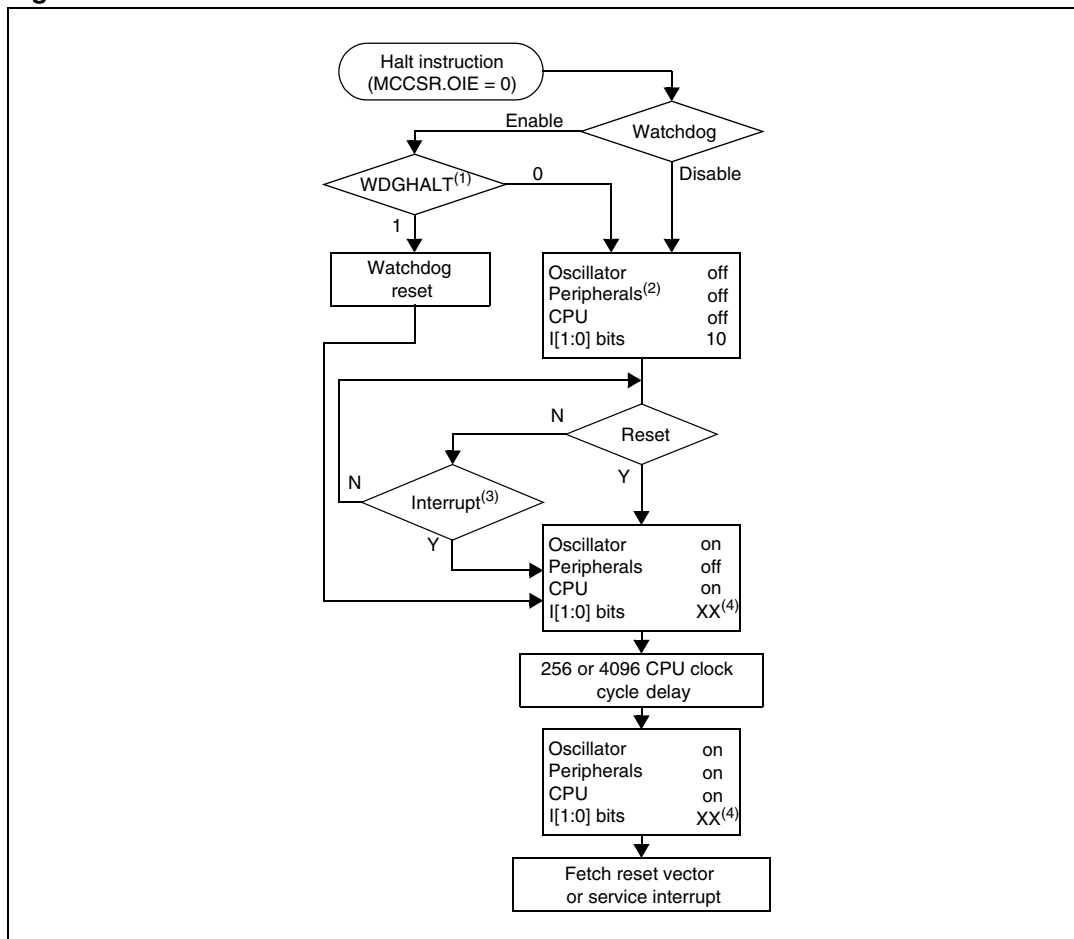 Halt instruction
(MCCSR.OIE = 0)
Enable
Watchdog
Disable
WDGHALT(1)
0
1
Watchdog
reset
Oscillator off
Peripherals(2) off
CPU off
I[1:0] bits 10
N
Reset
Y
N
Interrupt(3)
Y
Oscillator on
Peripherals off
CPU on
I[1:0] bits XX(4)
256 or 4096 CPU clock
cycle delay
Oscillator on
Peripherals on
CPU on
I[1:0] bits XX(4)
Fetch reset vector
or service interrupt